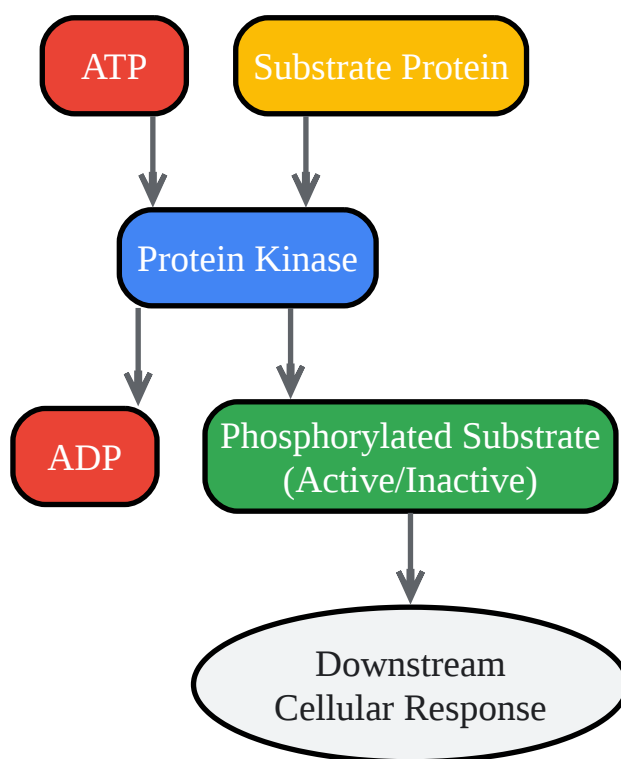 ATP
Substrate Protein
Protein Kinase
ADP
Phosphorylated Substrate
(Active/Inactive)
Downstream
Cellular Response